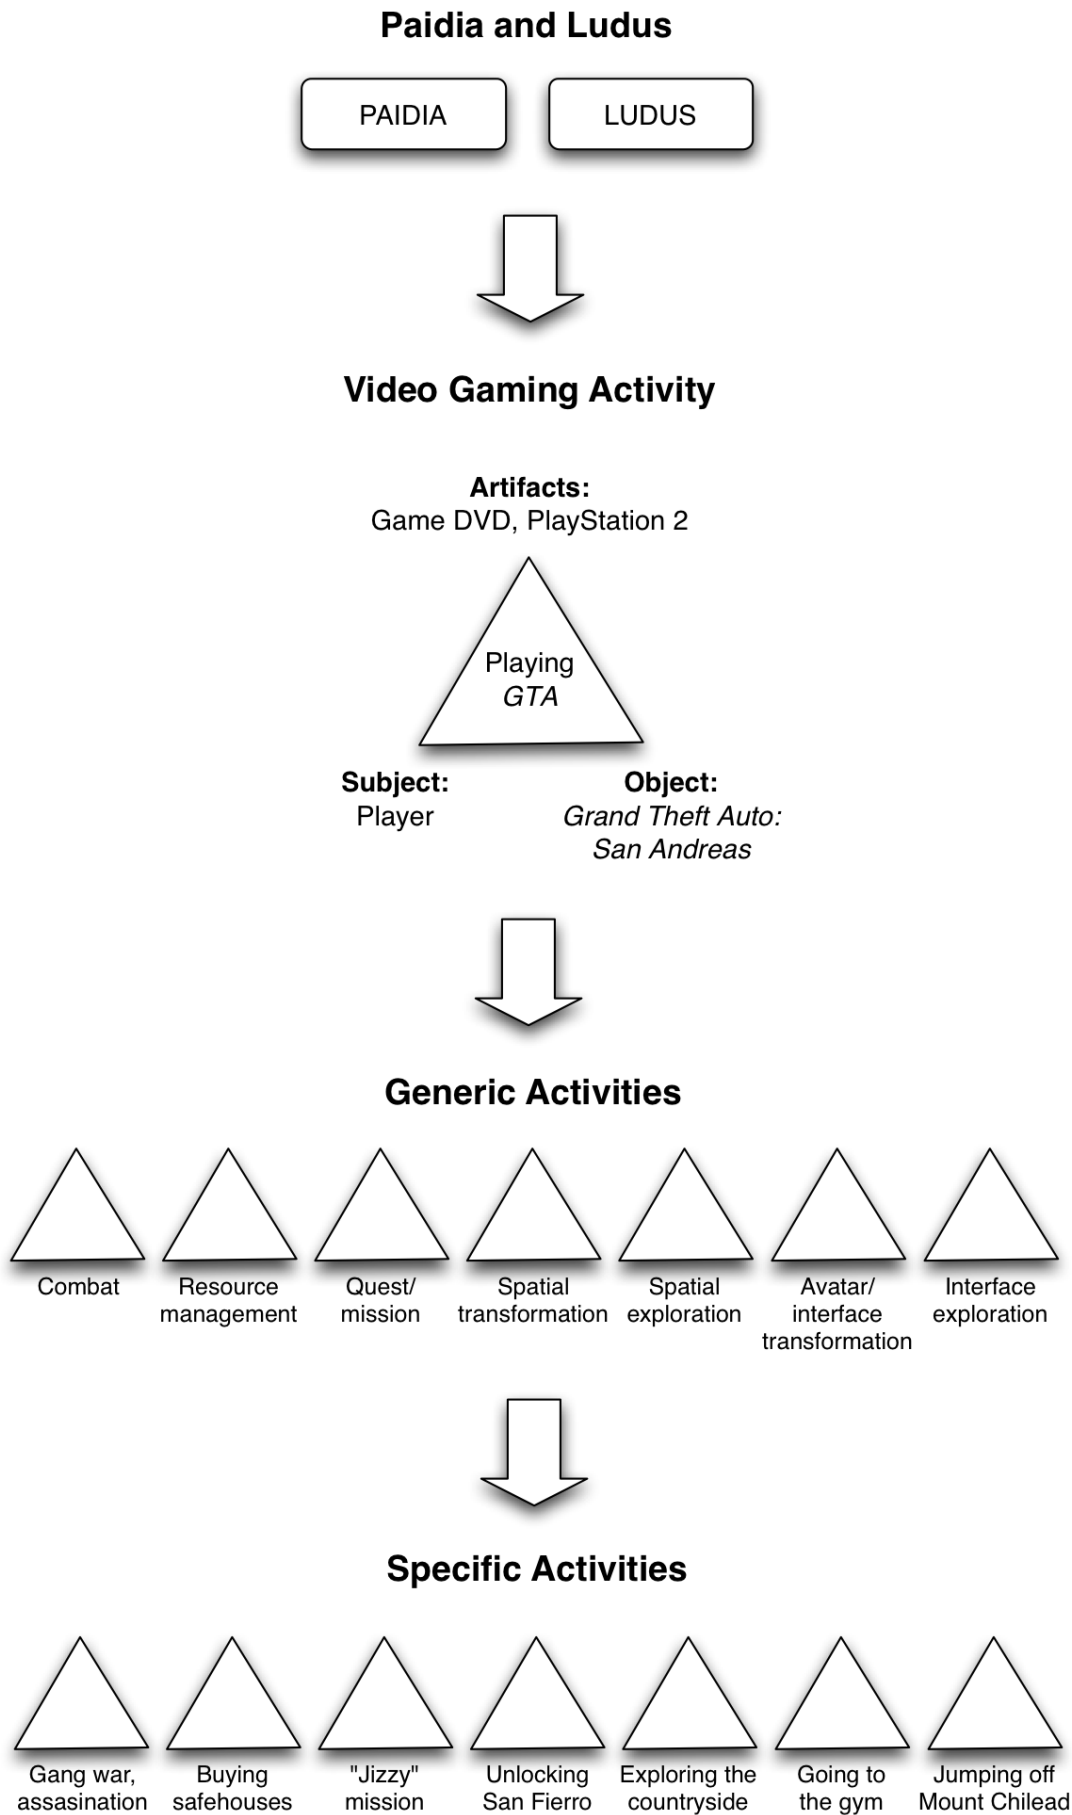 Paidia and Ludus
PAIDIA
LUDUS
Video Gaming Activity
Artifacts:
Game DVD, PlayStation 2
Playing
GTA
Subject:
Player
Object:
Grand Theft Auto:
San Andreas
Generic Activities
Combat
Resource
management
Quest/
mission
Spatial
transformation
Spatial
exploration
Avatar/
interface
transformation
Interface
exploration
Specific Activities
Gang war,
assasination
Buying
safehouses
"Jizzy"
mission
Unlocking
San Fierro
Exploring the
countryside
Going to
the gym
Jumping off
Mount Chilead